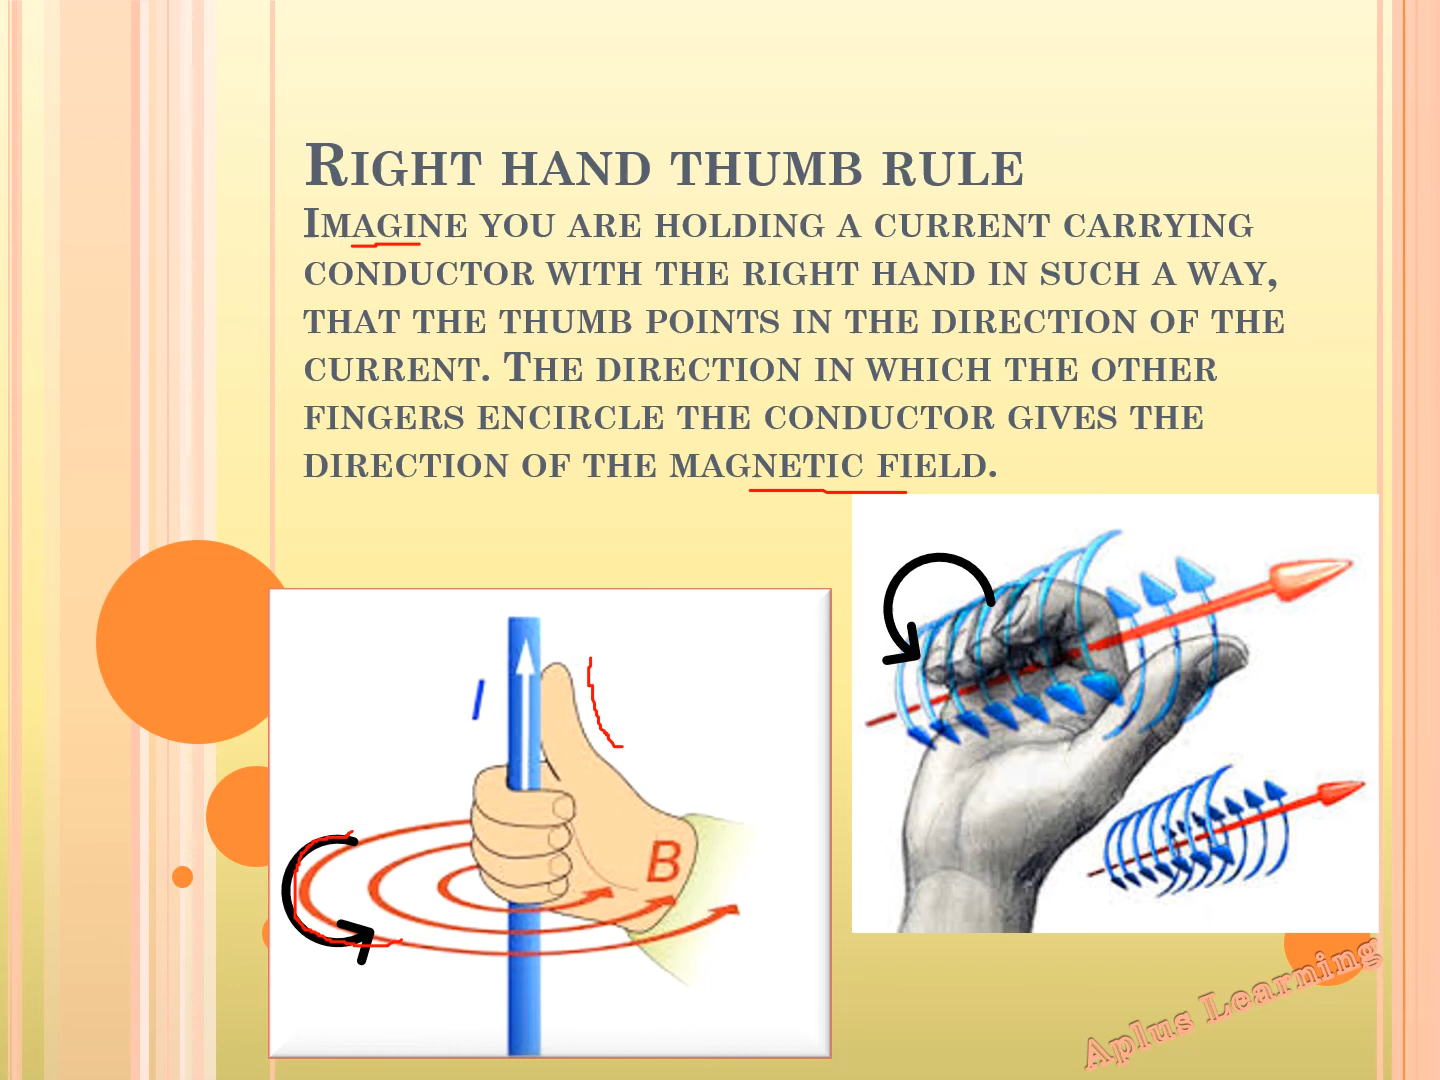 Right hand thumb rule
Imagine you are holding a current carrying
conductor with the right hand in such a way,
that the thumb points in the direction of the
current. The direction in which the other
fingers encircle the conductor gives the
direction of the magnetic field.
I
B
Aplus Learning